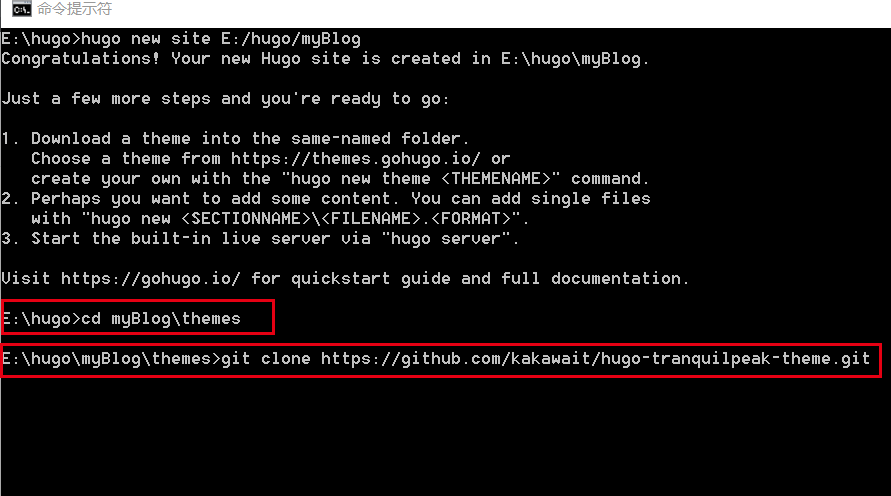 命令提示符
E:\hugo>hugo new site E:/hugo/myBlog
Congratulations! Your new Hugo site is created in E:\hugo\myBlog.
Just a few more steps and you're ready to go:
1. Download a theme into the same-named folder.
Choose a theme from https://themes.gohugo.io/ or
create your own with the "hugo new theme <THEMENAME>" command.
2. Perhaps you want to add some content. You can add single files
with "hugo new <SECTIONNAME>\<FILENAME>.<FORMAT>".
3. Start the built-in live server via "hugo server".
Visit https://gohugo.io/ for quickstart guide and full documentation.
E:\hugo>cd myBlog\themes
E:\hugo\myBlog\themes>git clone https://github.com/kakawait/hugo-tranquilpeak-theme.git